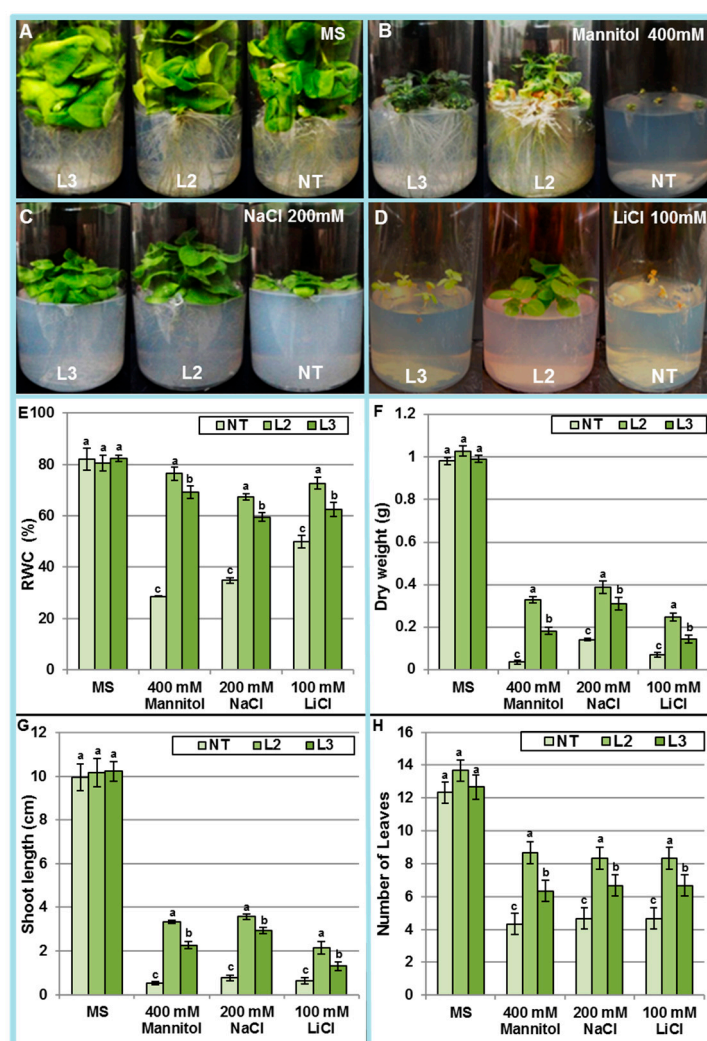 A MS
L3 L2 NT
B Mannitol 400mM
L3 L2 NT
C NaCl 200mM
L3 L2 NT
D LiCl 100mM
L3 L2 NT
E
NT L2 L3
RWC (%)
100
80
60
40
20
0
a a a
a b c
a b c
a b c
MS 400 mM 200 mM 100 mM
Mannitol NaCl LiCl
F
NT L2 L3
Dry weight (g)
1.2
1
0.8
0.6
0.4
0.2
0
a a a
c a b
c a b
c a b
MS 400 mM 200 mM 100 mM
Mannitol NaCl LiCl
G
NT L2 L3
Shoot length (cm)
12
10
8
6
4
2
0
a a a
c a b
c a b
c a b
MS 400 mM 200 mM 100 mM
Mannitol NaCl LiCl
H
NT L2 L3
Number of Leaves
16
14
12
10
8
6
4
2
0
a a a
c a b
c a b
c a b
MS 400 mM 200 mM 100 mM
Mannitol NaCl LiCl